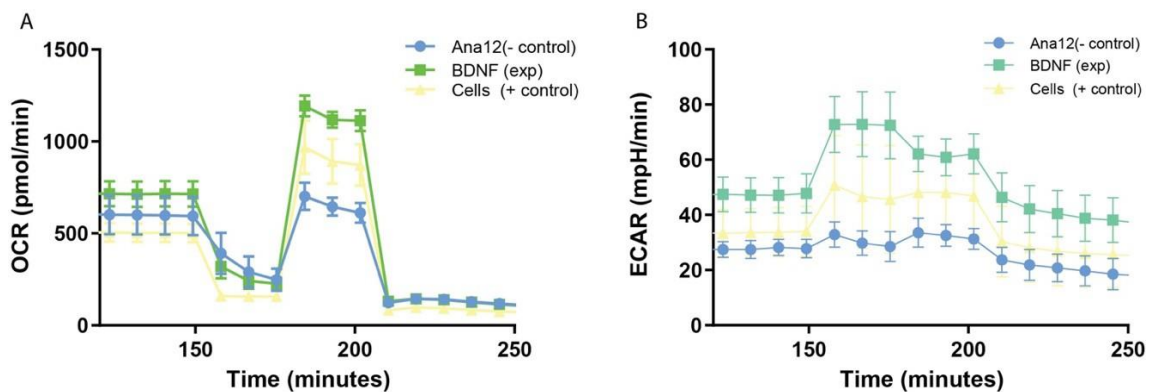 A
1500
1000
500
0
OCR (pmol/min)
150
200
250
Time (minutes)
Ana12(- control)
BDNF (exp)
Cells (+ control)
B
100
80
60
40
20
0
ECAR (mpH/min)
150
200
250
Time (minutes)
Ana12(- control)
BDNF (exp)
Cells (+ control)